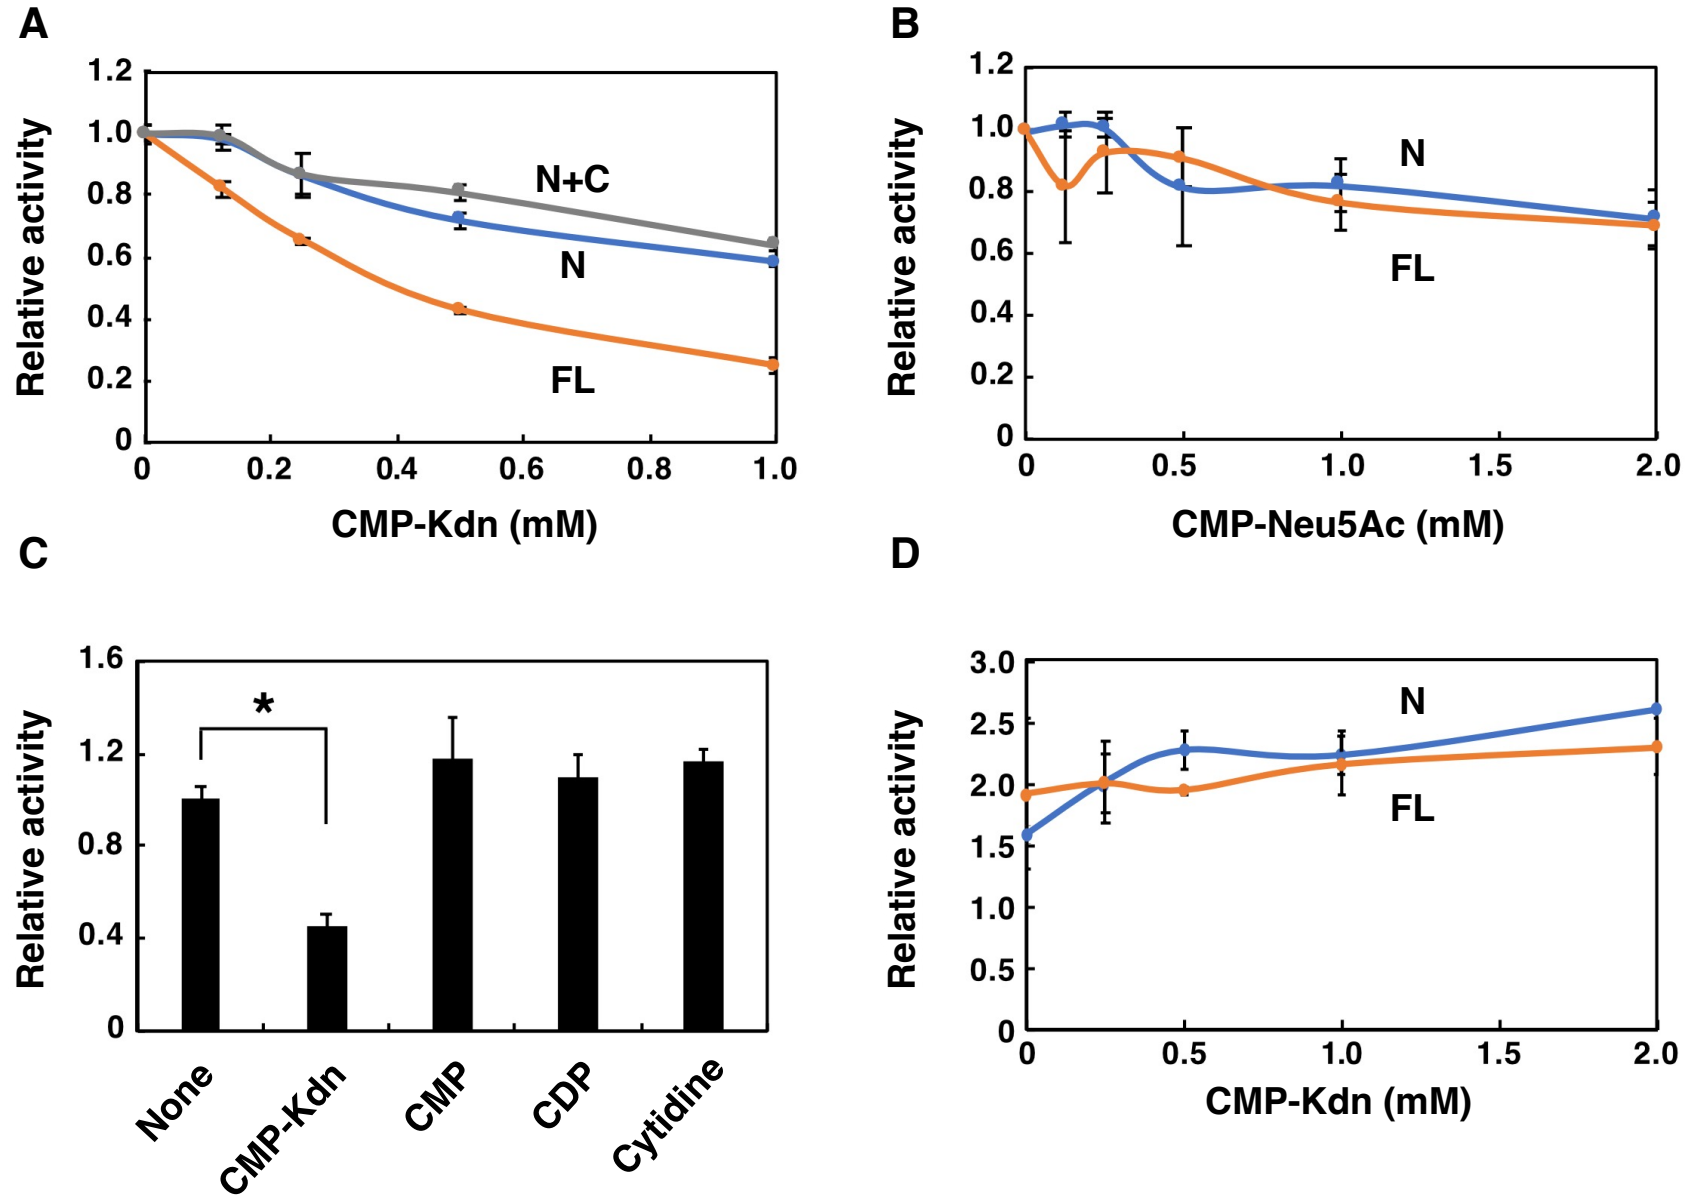 A
Relative activity
1.2
1.0
0.8
0.6
0.4
0.2
0
N+C
N
FL
0 0.2 0.4 0.6 0.8 1.0
CMP-Kdn (mM)
B
Relative activity
1.2
1.0
0.8
0.6
0.4
0.2
0
N
FL
0 0.5 1.0 1.5 2.0
CMP-Neu5Ac (mM)
C
Relative activity
1.6
1.2
0.8
0.4
0
*
None
CMP-Kdn
CMP
CDP
Cytidine
D
Relative activity
3.0
2.5
2.0
1.5
1.0
0.5
0
N
FL
0 0.5 1.0 1.5 2.0
CMP-Kdn (mM)